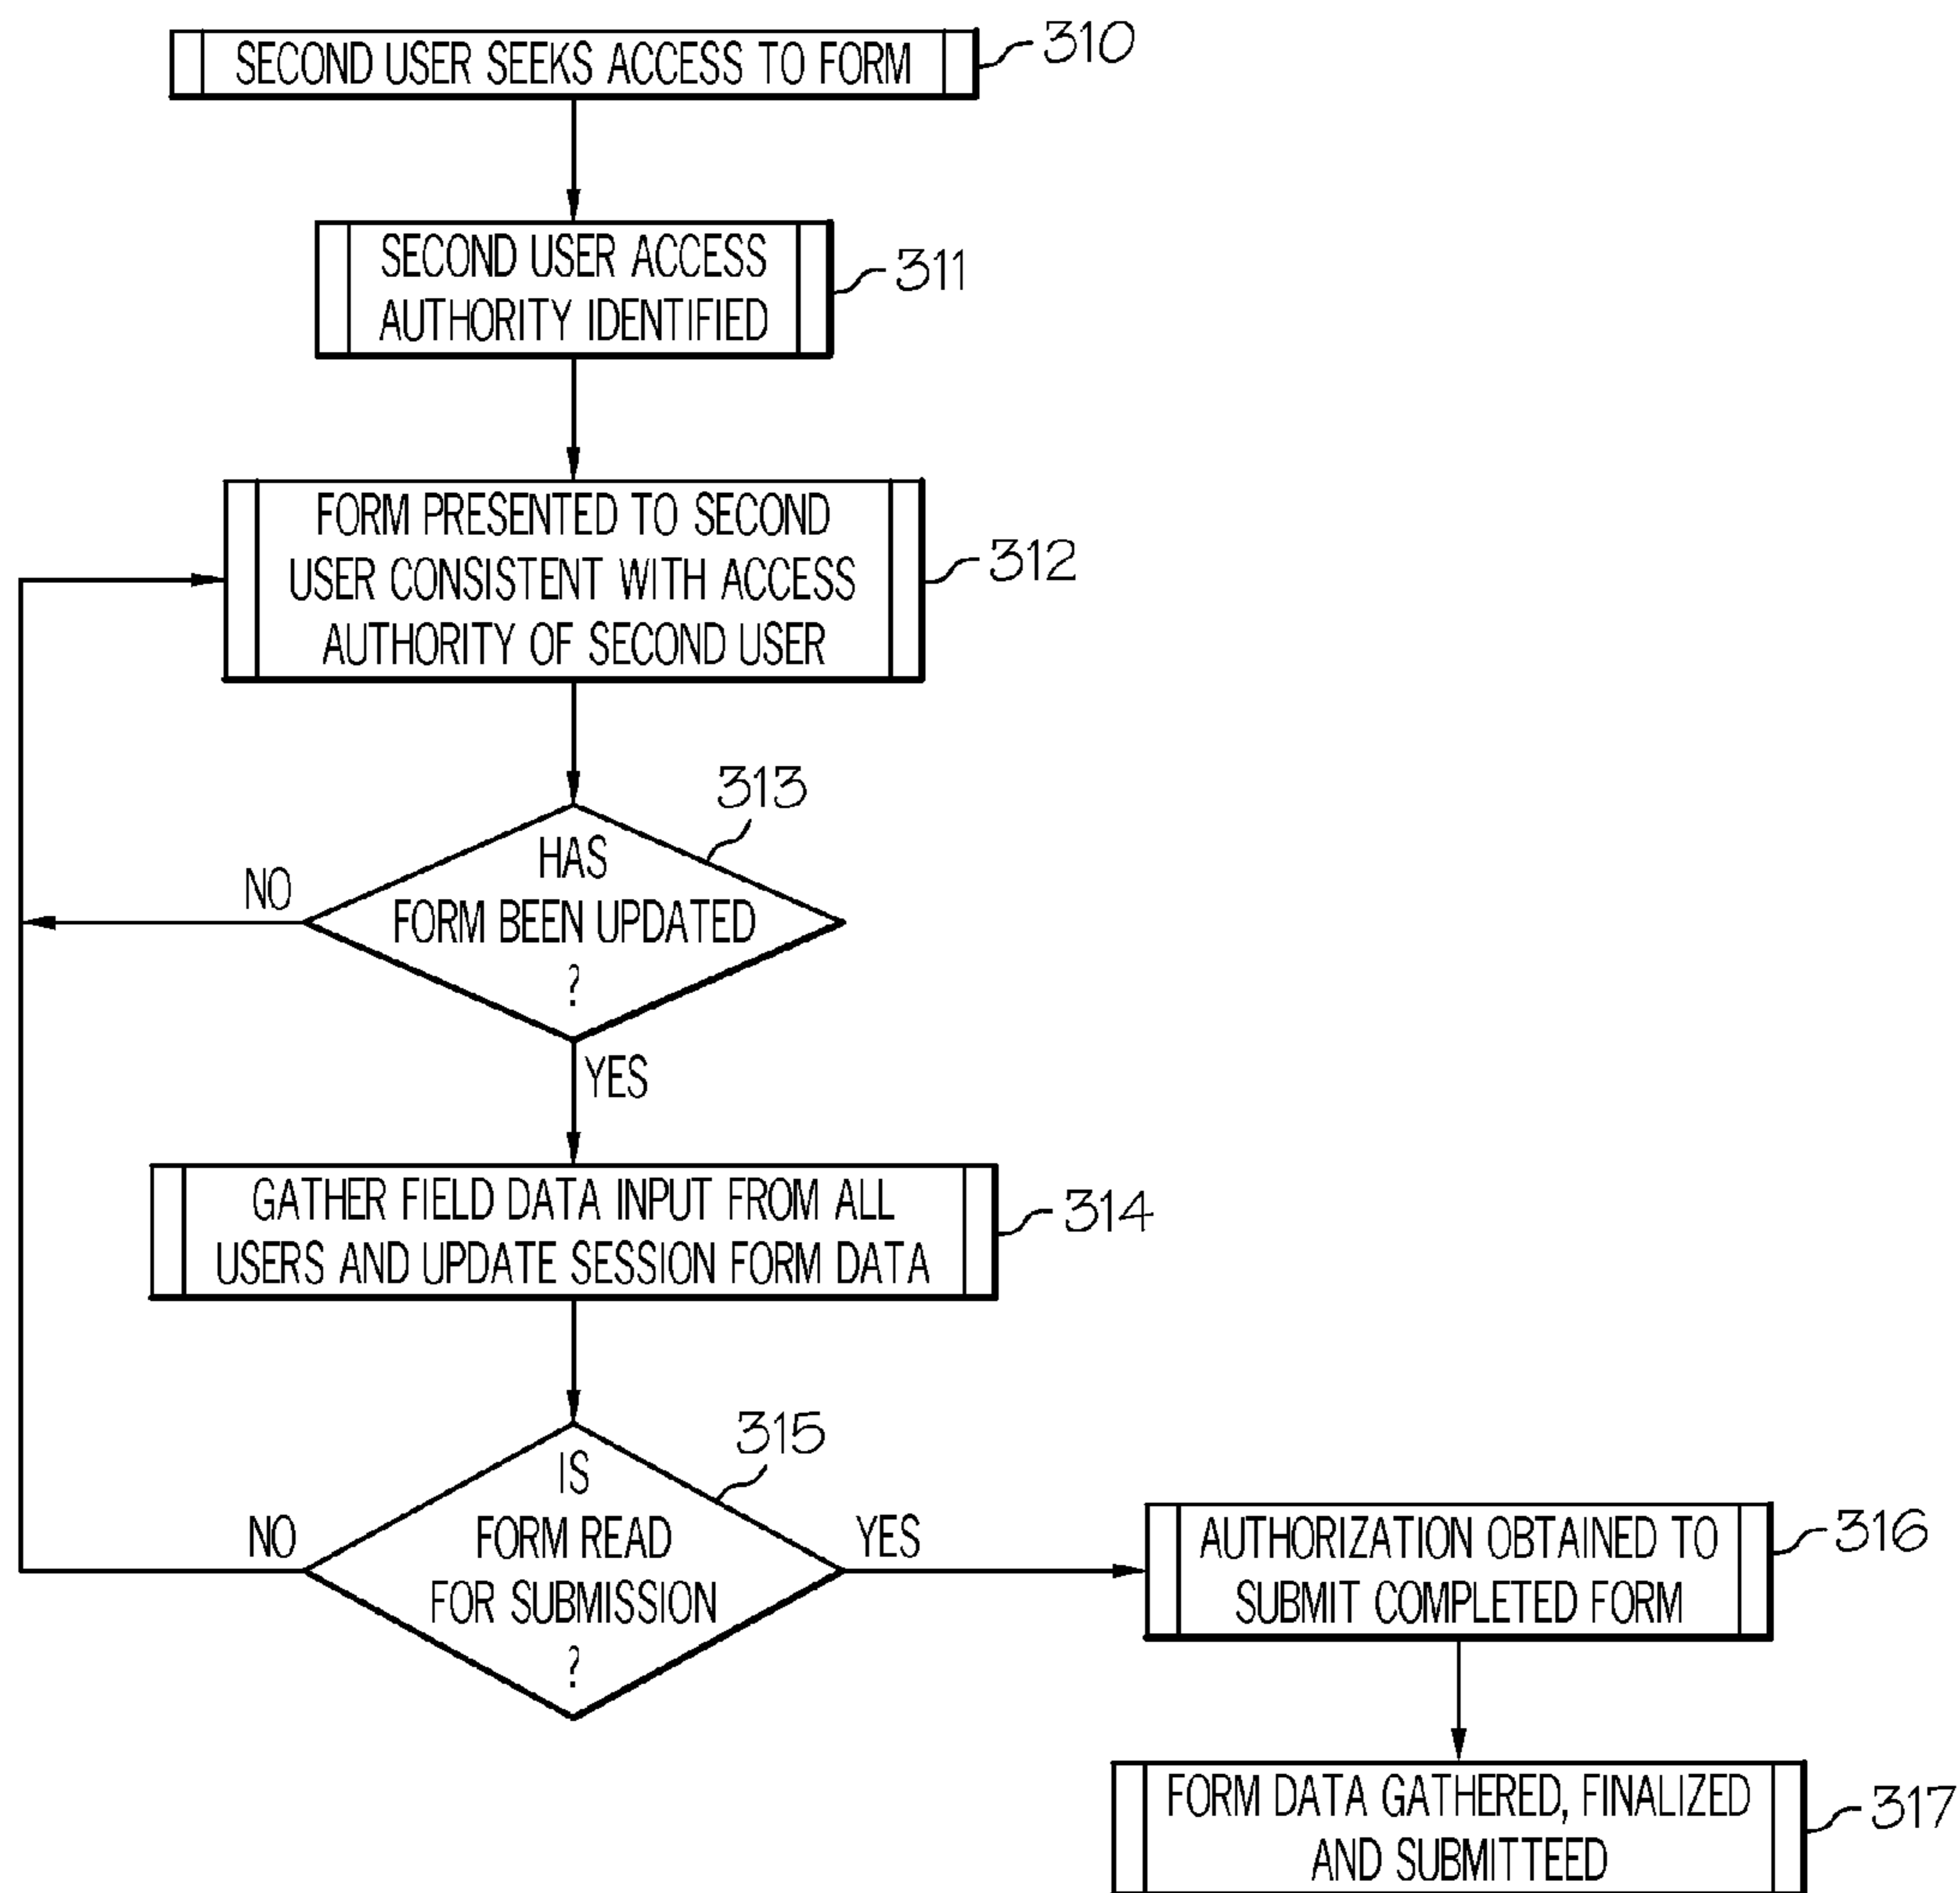 SECOND USER SEEKS ACCESS TO FORM
310
SECOND USER ACCESS
AUTHORITY IDENTIFIED
311
FORM PRESENTED TO SECOND
USER CONSISTENT WITH ACCESS
AUTHORITY OF SECOND USER
312
313
HAS
FORM BEEN UPDATED
?
NO
YES
GATHER FIELD DATA INPUT FROM ALL
USERS AND UPDATE SESSION FORM DATA
314
315
IS
FORM READ
FOR SUBMISSION
?
NO
YES
AUTHORIZATION OBTAINED TO
SUBMIT COMPLETED FORM
316
FORM DATA GATHERED, FINALIZED
AND SUBMITTEED
317